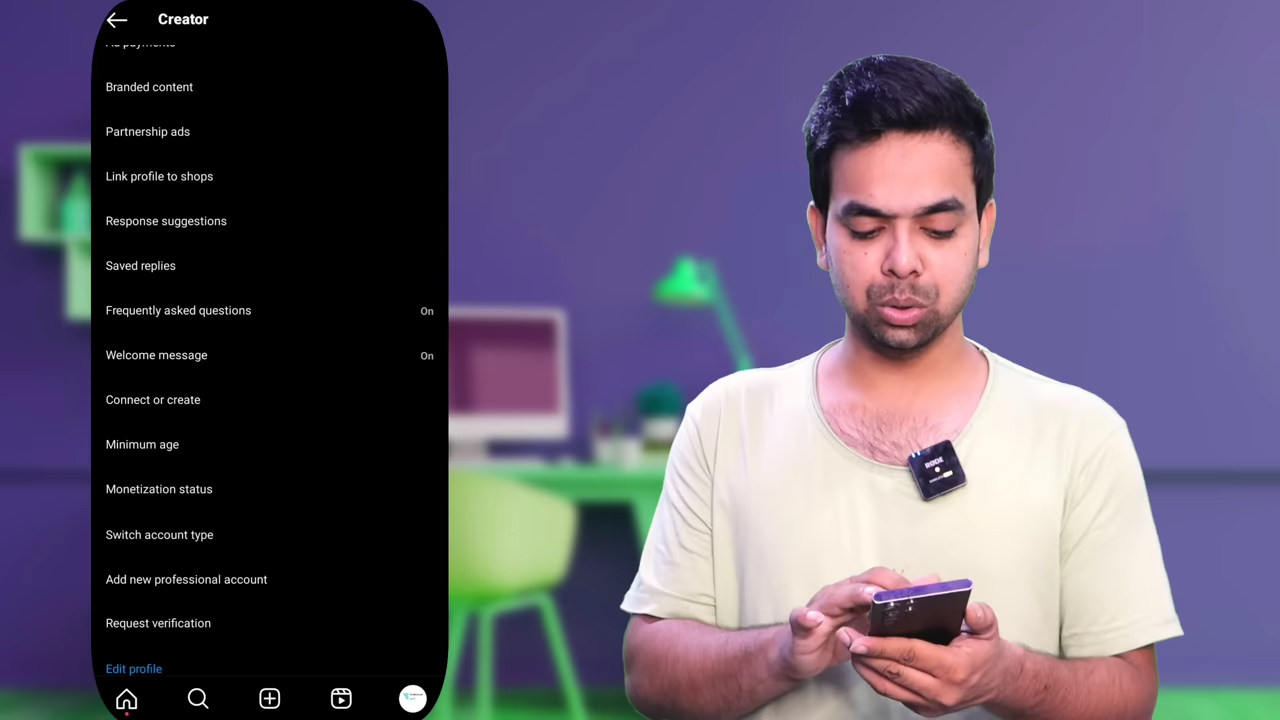 Creator
Ad payments
Branded content
Partnership ads
Link profile to shops
Response suggestions
Saved replies
Frequently asked questions On
Welcome message On
Connect or create
Minimum age
Monetization status
Switch account type
Add new professional account
Request verification
Edit profile
RODE